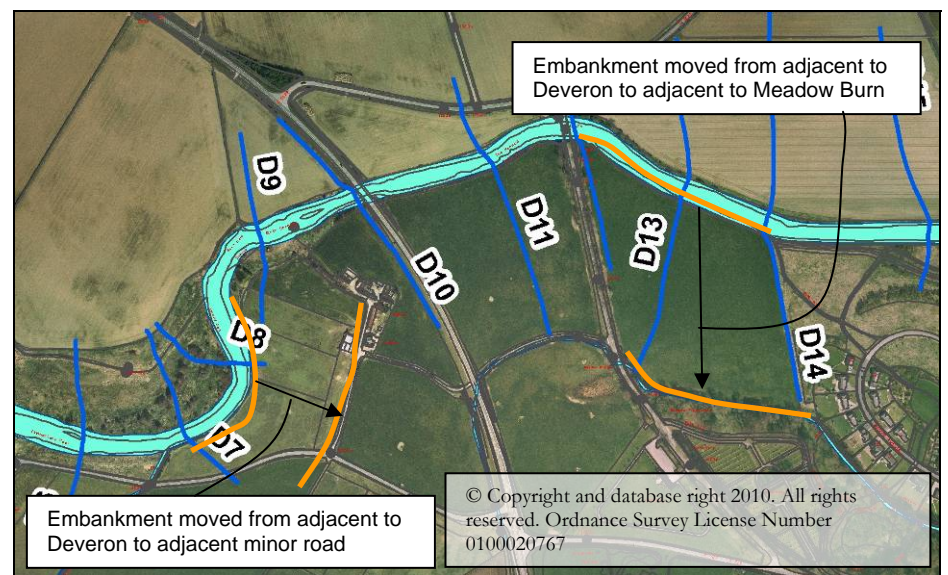 Embankment moved from adjacent to
Deveron to adjacent to Meadow Burn
D9
D11
D13
D10
D8
D14
D7
Embankment moved from adjacent to
Deveron to adjacent minor road
© Copyright and database right 2010. All rights
reserved. Ordnance Survey License Number
0100020767